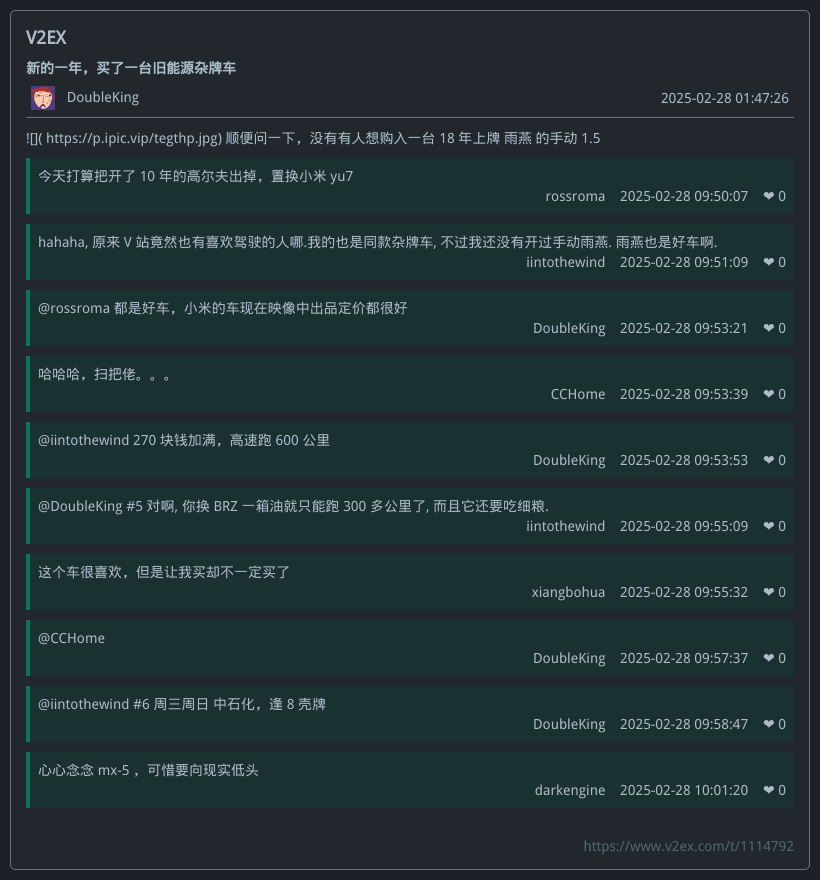 V2EX
新的一年，买了一台旧能源杂牌车
DoubleKing
2025-02-28 01:47:26
![]( https://p.ipic.vip/tegthp.jpg) 顺便问一下，没有有人想购入一台 18 年上牌 雨燕 的手动 1.5
今天打算把开了 10 年的高尔夫出掉，置换小米 yu7
rossroma 2025-02-28 09:50:07 ❤ 0
hahaha, 原来 V 站竟然也有喜欢驾驶的人哪.我的也是同款杂牌车, 不过我还没有开过手动雨燕. 雨燕也是好车啊.
iintothewind 2025-02-28 09:51:09 ❤ 0
@rossroma 都是好车，小米的车现在映像中出品定价都很好
DoubleKing 2025-02-28 09:53:21 ❤ 0
哈哈哈，扫把佬。。。
CCHome 2025-02-28 09:53:39 ❤ 0
@iintothewind 270 块钱加满，高速跑 600 公里
DoubleKing 2025-02-28 09:53:53 ❤ 0
@DoubleKing #5 对啊, 你换 BRZ 一箱油就只能跑 300 多公里了, 而且它还要吃细粮.
iintothewind 2025-02-28 09:55:09 ❤ 0
这个车很喜欢，但是让我买却不一定买了
xiangbohua 2025-02-28 09:55:32 ❤ 0
@CCHome
DoubleKing 2025-02-28 09:57:37 ❤ 0
@iintothewind #6 周三周日 中石化，逢 8 壳牌
DoubleKing 2025-02-28 09:58:47 ❤ 0
心心念念 mx-5 ，可惜要向现实低头
darkengine 2025-02-28 10:01:20 ❤ 0
https://www.v2ex.com/t/1114792